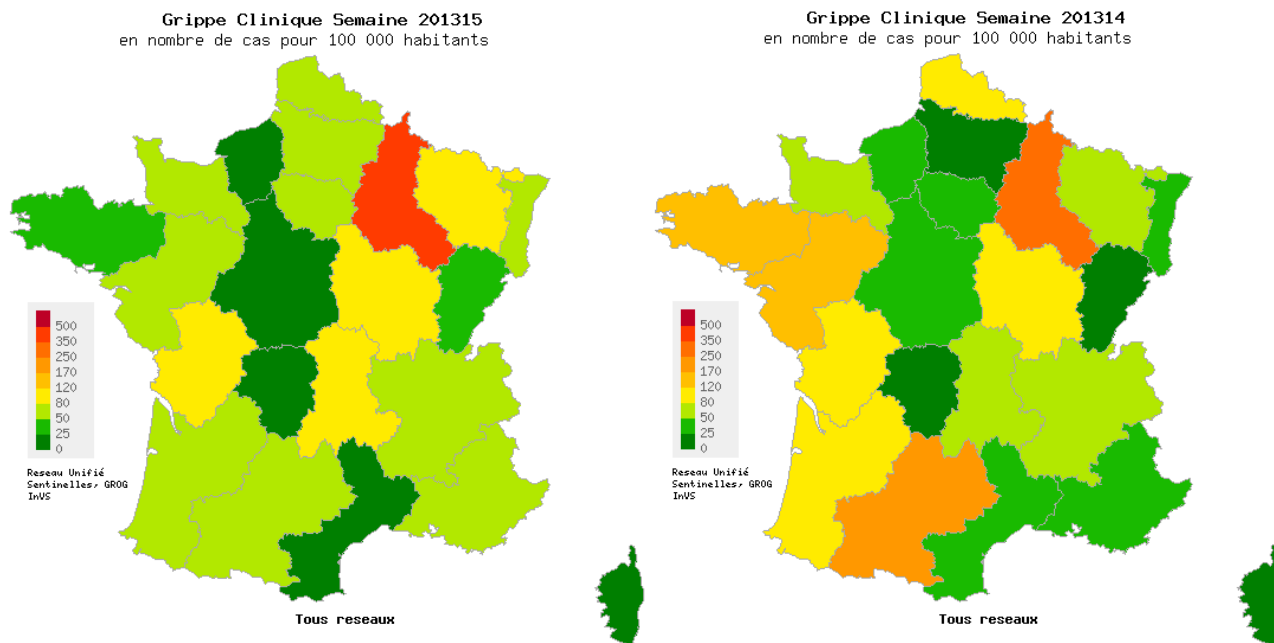 Grippe Clinique Semaine 201315
en nombre de cas pour 100 000 habitants
500
350
250
170
120
80
50
25
0
Reseau Unifié
Sentinelles, GROG
InVS
Tous reseaux
Grippe Clinique Semaine 201314
en nombre de cas pour 100 000 habitants
500
350
250
170
120
80
50
25
0
Reseau Unifié
Sentinelles, GROG
InVS
Tous reseaux